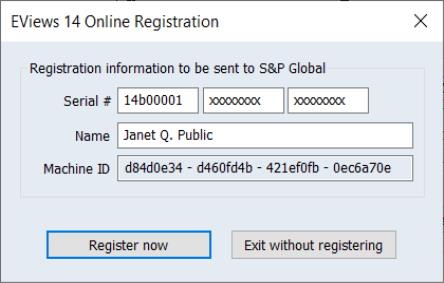 EViews 14 Online Registration
Registration information to be sent to S&P Global
Serial # 14b00001 xxxxxxxx xxxxxxxx
Name Janet Q. Public
Machine ID d84d0e34 - d460fd4b - 421ef0fb - 0ec6a70e
Register now Exit without registering